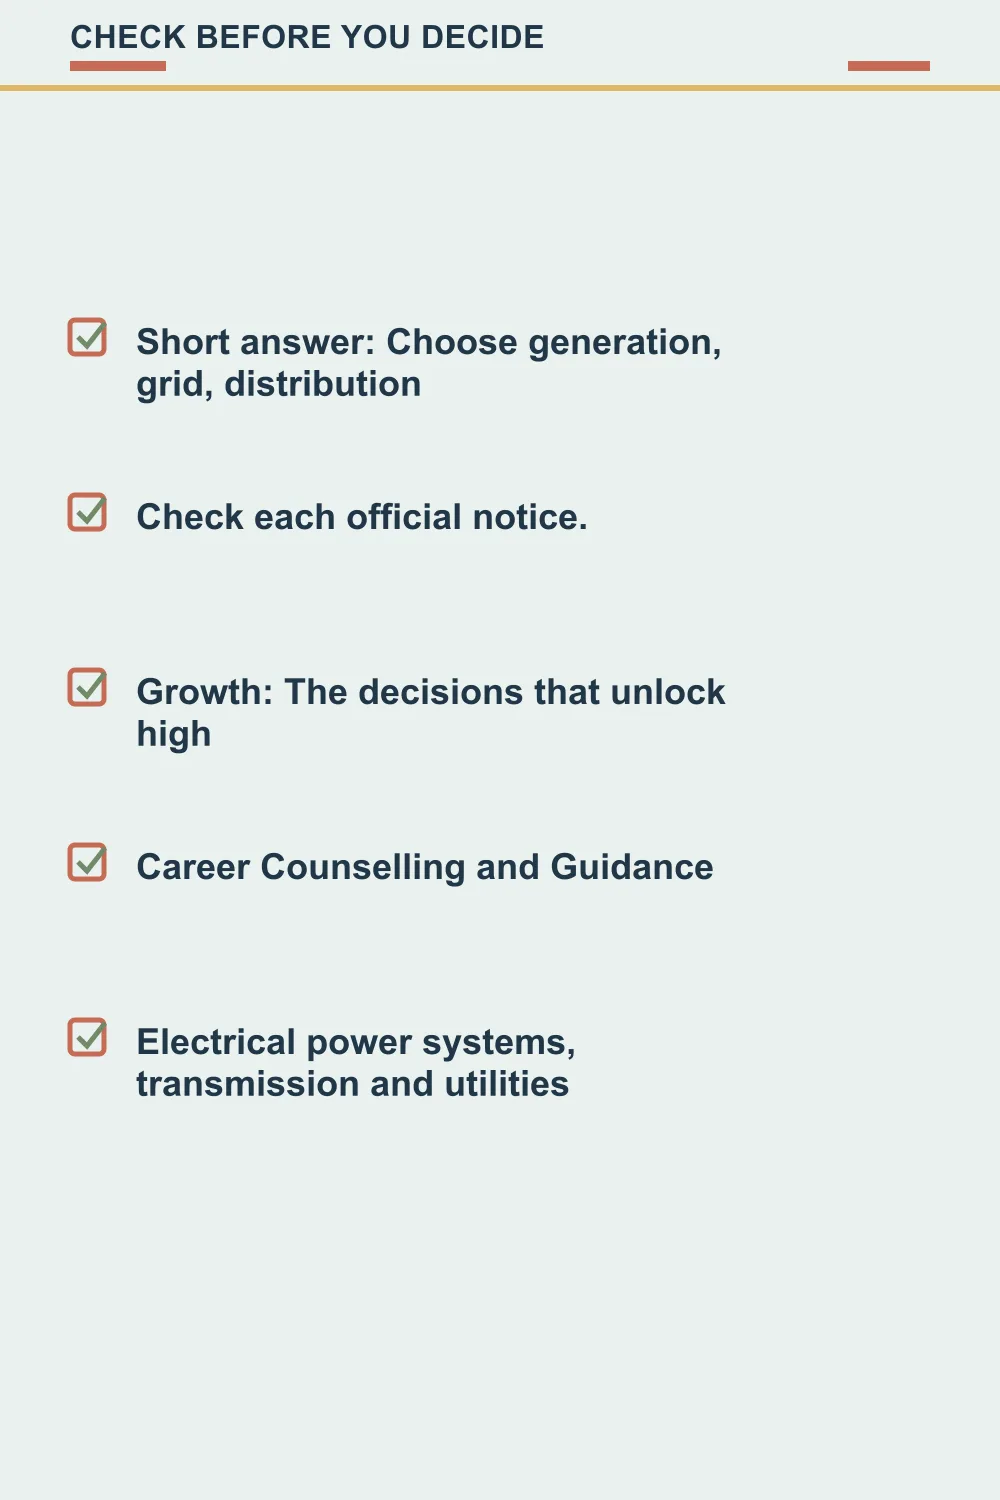 CHECK BEFORE YOU DECIDE
Short answer: Choose generation,
grid, distribution
Check each official notice.
Growth: The decisions that unlock
high
Career Counselling and Guidance
Electrical power systems,
transmission and utilities